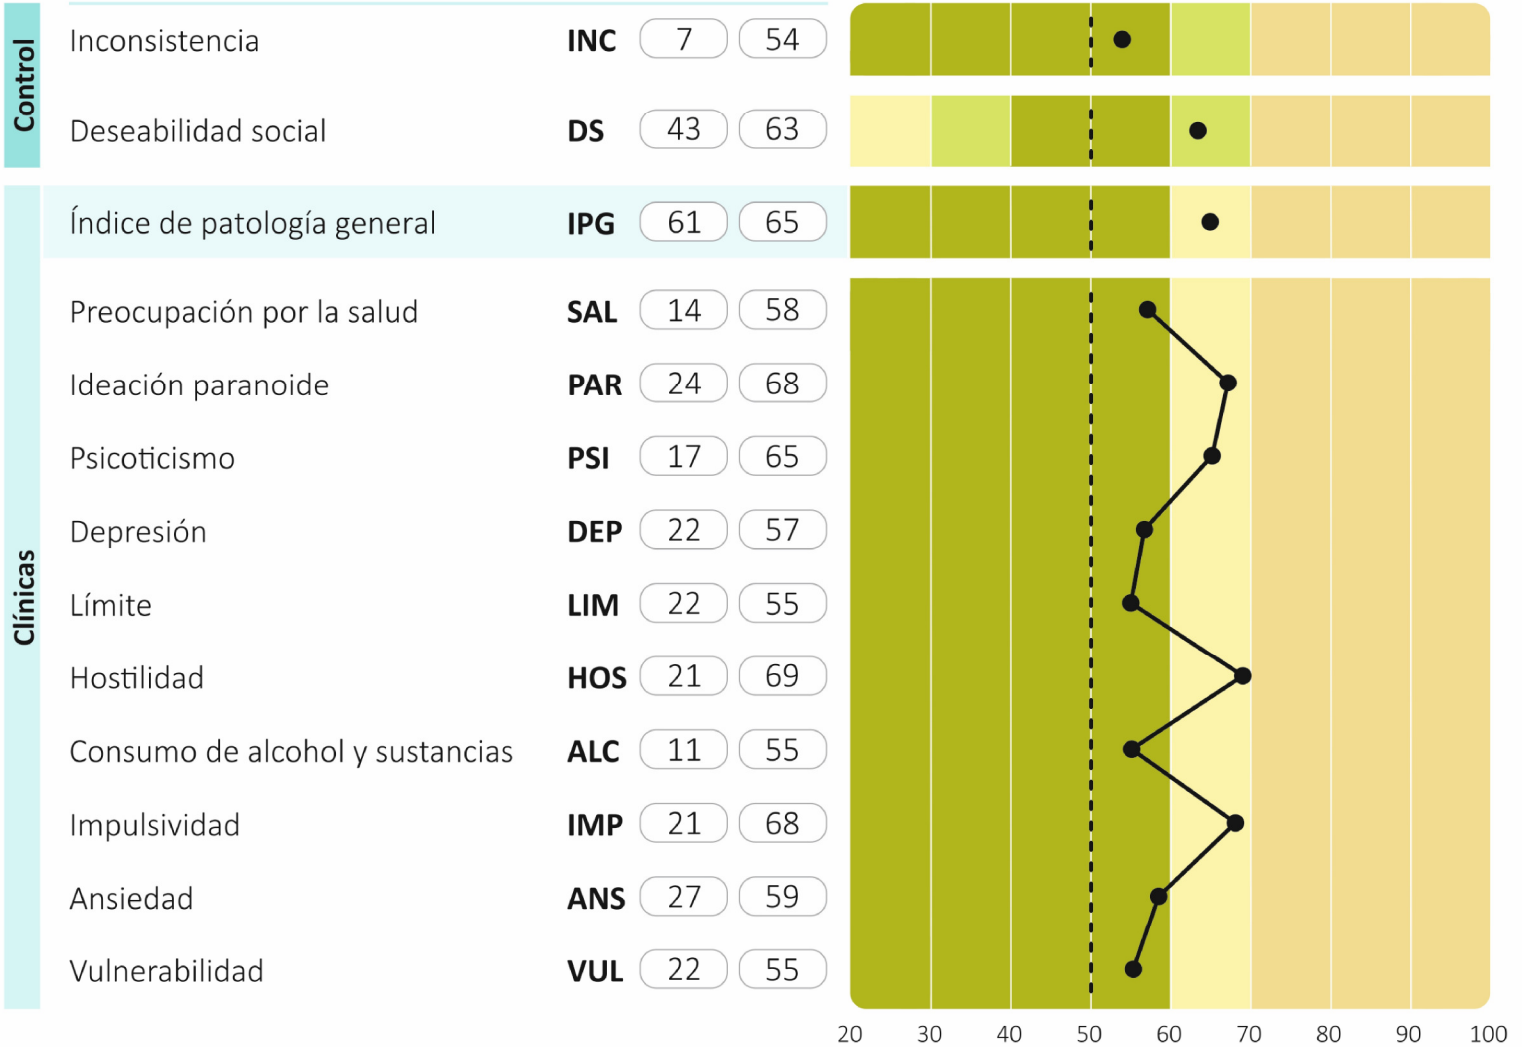 Control
Inconsistencia INC 7 54
Deseabilidad social DS 43 63
Clínicas
Índice de patología general IPG 61 65
Preocupación por la salud SAL 14 58
Ideación paranoide PAR 24 68
Psicoticismo PSI 17 65
Depresión DEP 22 57
Límite LIM 22 55
Hostilidad HOS 21 69
Consumo de alcohol y sustancias ALC 11 55
Impulsividad IMP 21 68
Ansiedad ANS 27 59
Vulnerabilidad VUL 22 55
20 30 40 50 60 70 80 90 100